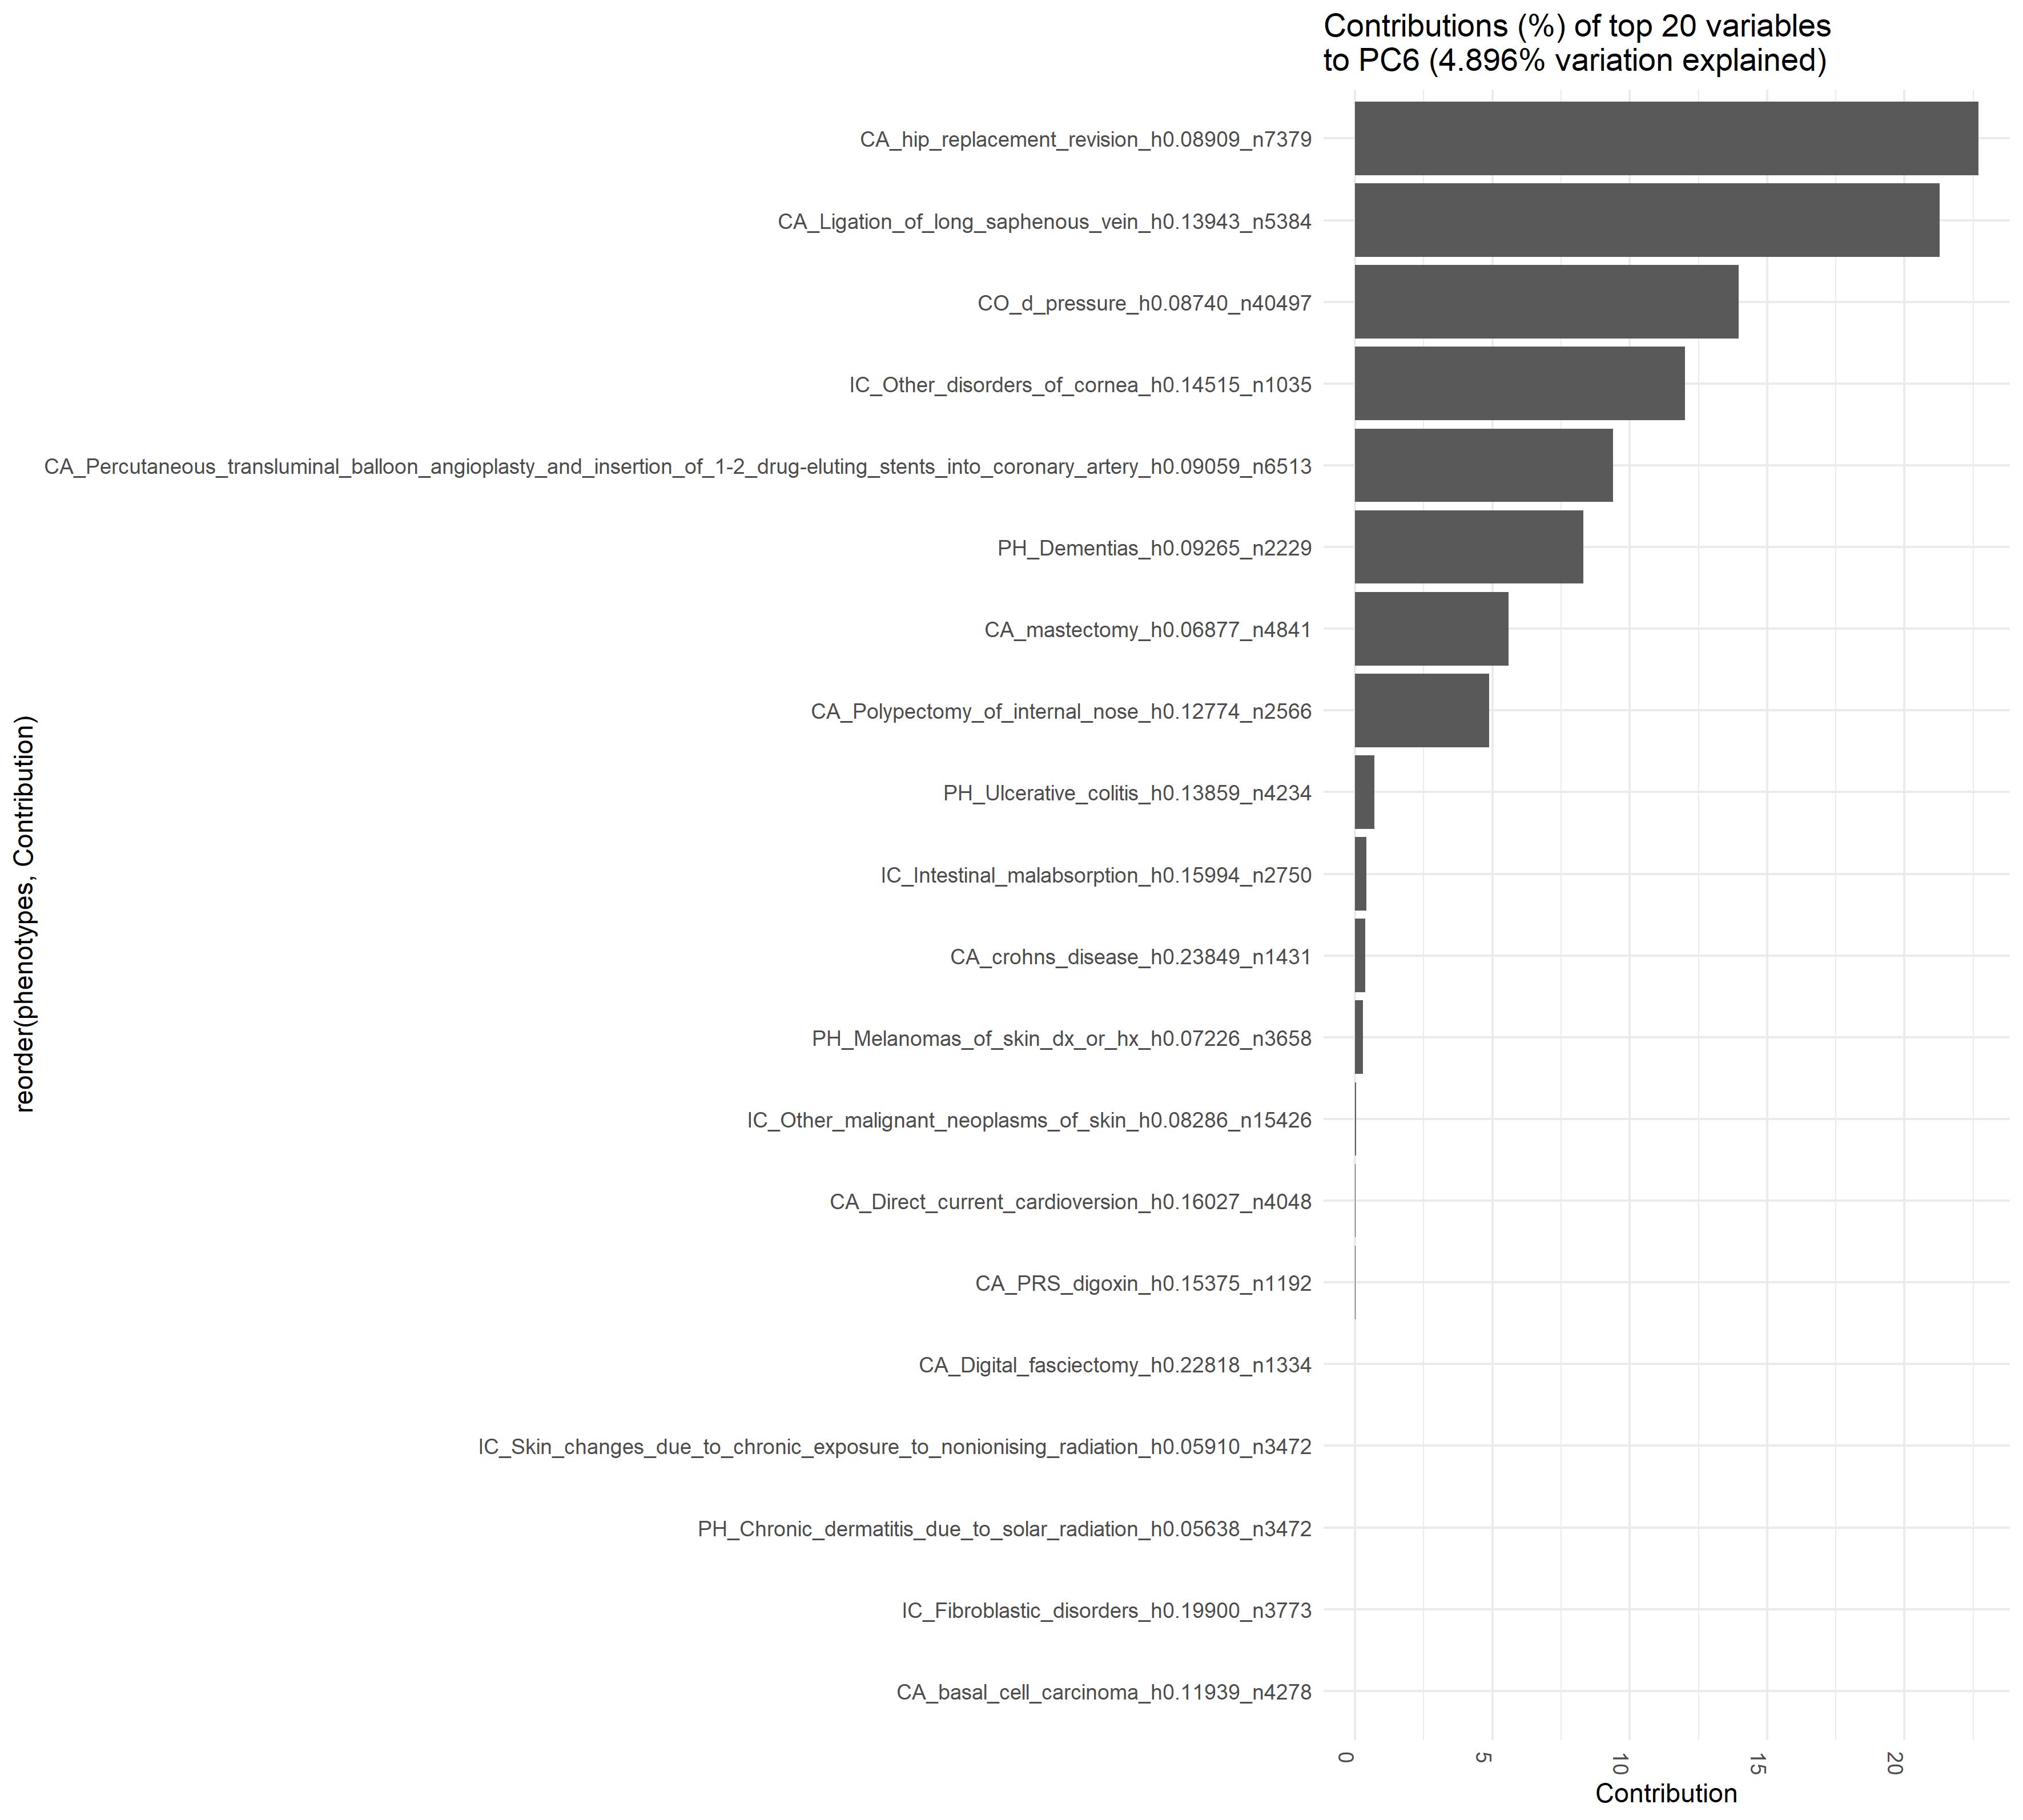 Contributions (%) of top 20 variables
to PC6 (4.896% variation explained)
CA_hip_replacement_revision_h0.08909_n7379
CA_Ligation_of_long_saphenous_vein_h0.13943_n5384
CO_d_pressure_h0.08740_n40497
IC_Other_disorders_of_cornea_h0.14515_n1035
CA_Percutaneous_transluminal_balloon_angioplasty_and_insertion_of_1-2_drug-eluting_stents_into_coronary_artery_h0.09059_n6513
PH_Dementias_h0.09265_n2229
CA_mastectomy_h0.06877_n4841
CA_Polypectomy_of_internal_nose_h0.12774_n2566
PH_Ulcerative_colitis_h0.13859_n4234
IC_Intestinal_malabsorption_h0.15994_n2750
CA_crohns_disease_h0.23849_n1431
PH_Melanomas_of_skin_dx_or_hx_h0.07226_n3658
IC_Other_malignant_neoplasms_of_skin_h0.08286_n15426
CA_Direct_current_cardioversion_h0.16027_n4048
CA_PRS_digoxin_h0.15375_n1192
CA_Digital_fasciectomy_h0.22818_n1334
IC_Skin_changes_due_to_chronic_exposure_to_nonionising_radiation_h0.05910_n3472
PH_Chronic_dermatitis_due_to_solar_radiation_h0.05638_n3472
IC_Fibroblastic_disorders_h0.19900_n3773
CA_basal_cell_carcinoma_h0.11939_n4278
reorder(phenotypes, Contribution)
0 5 10 15 20
Contribution